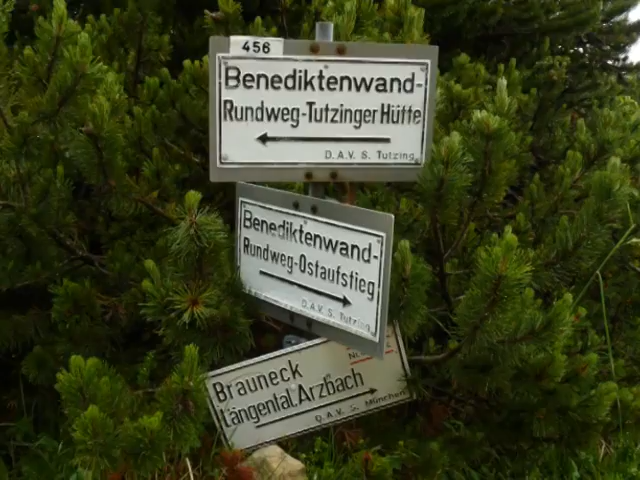 456
Benediktenwand-
Rundweg-Tutzinger Hütte
D.A.V. S. Tutzing
Benediktenwand-
Rundweg-Ostaufstieg
D.A.V. S. Tutzing
Brauneck
Längental. Arzbach
D.A.V. S. München